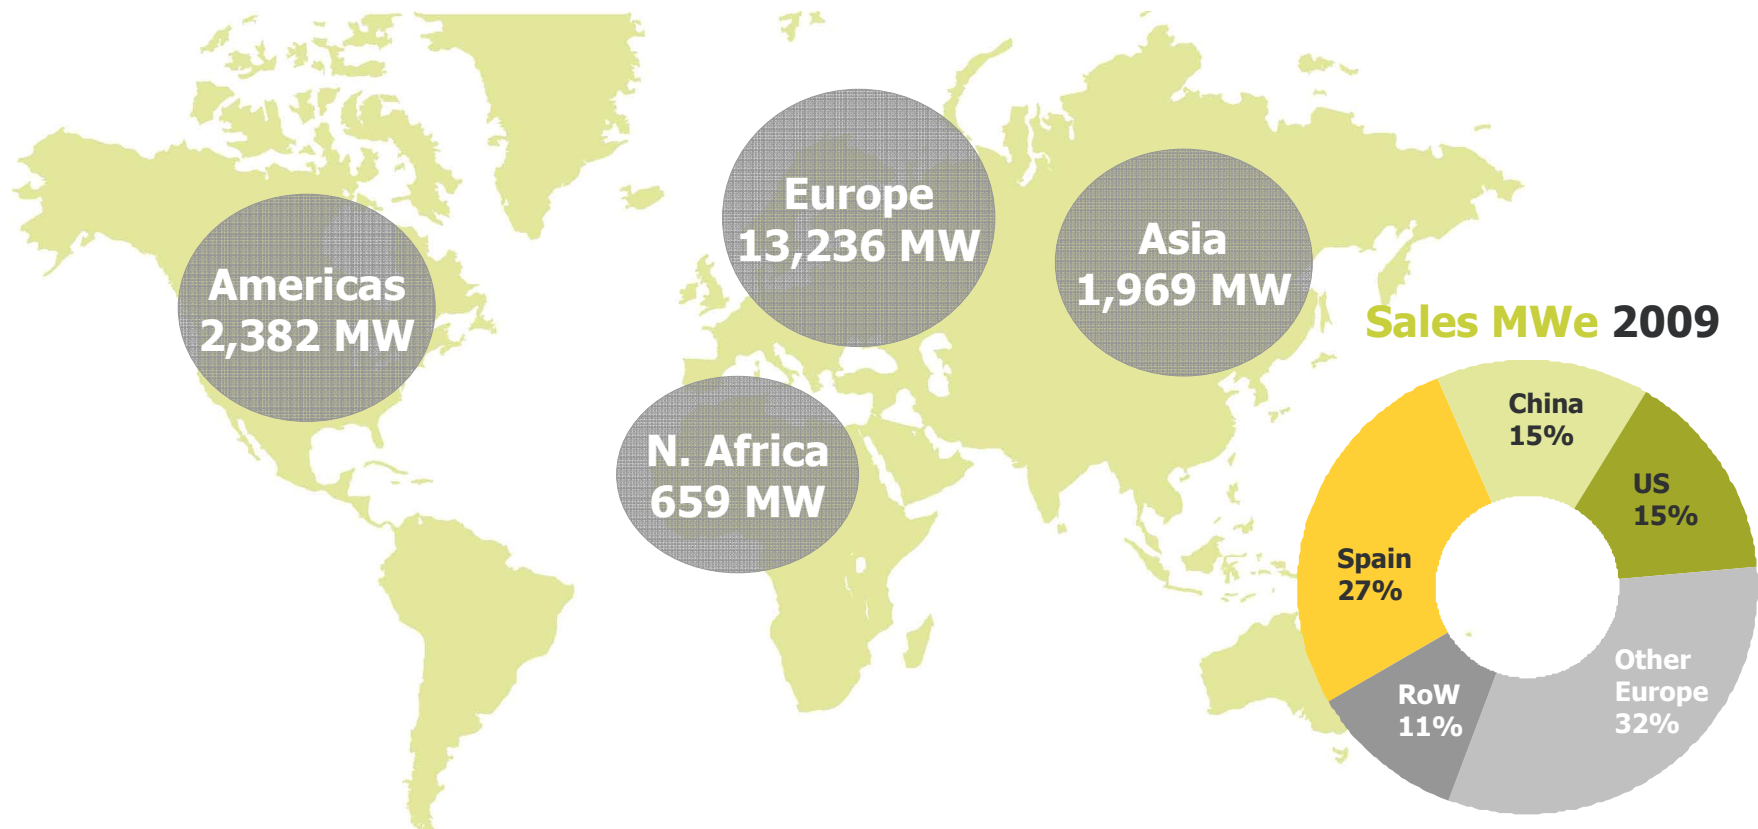 Europe
13,236 MW
Asia
1,969 MW
Americas
2,382 MW
N. Africa
659 MW
Sales MWe 2009
China
15%
US
15%
Spain
27%
Other
Europe
32%
RoW
11%